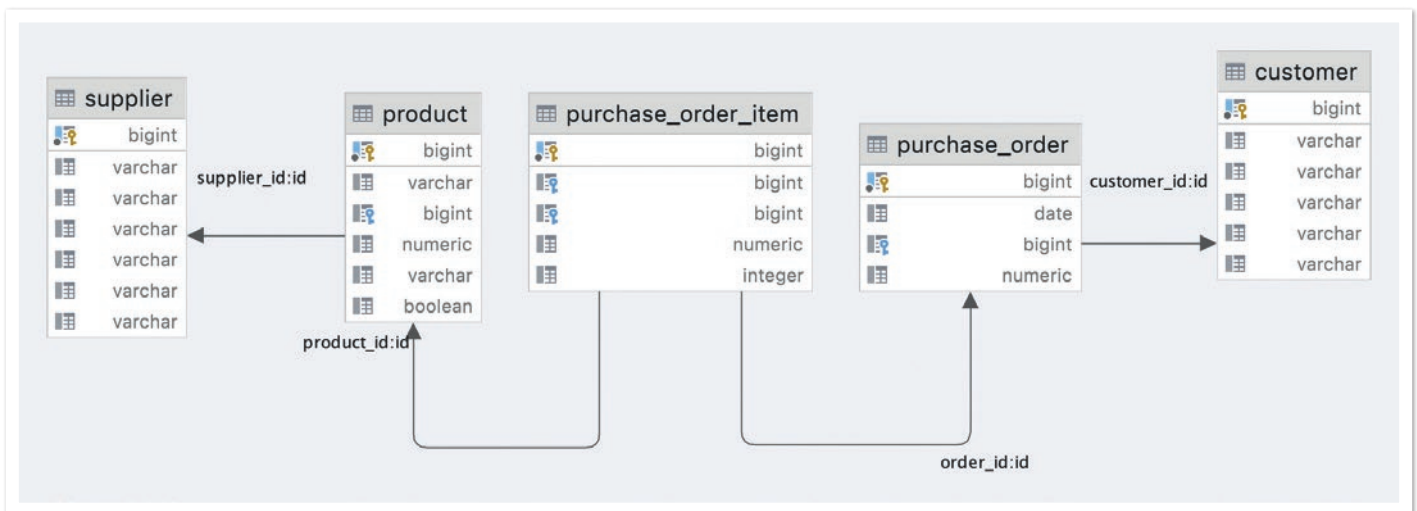 supplier
bigint
varchar
varchar
varchar
varchar
varchar
varchar
supplier_id:id
product
bigint
varchar
bigint
numeric
varchar
boolean
product_id:id
purchase_order_item
bigint
bigint
bigint
numeric
integer
purchase_order
bigint
date
bigint
numeric
order_id:id
customer_id:id
customer
bigint
varchar
varchar
varchar
varchar
varchar